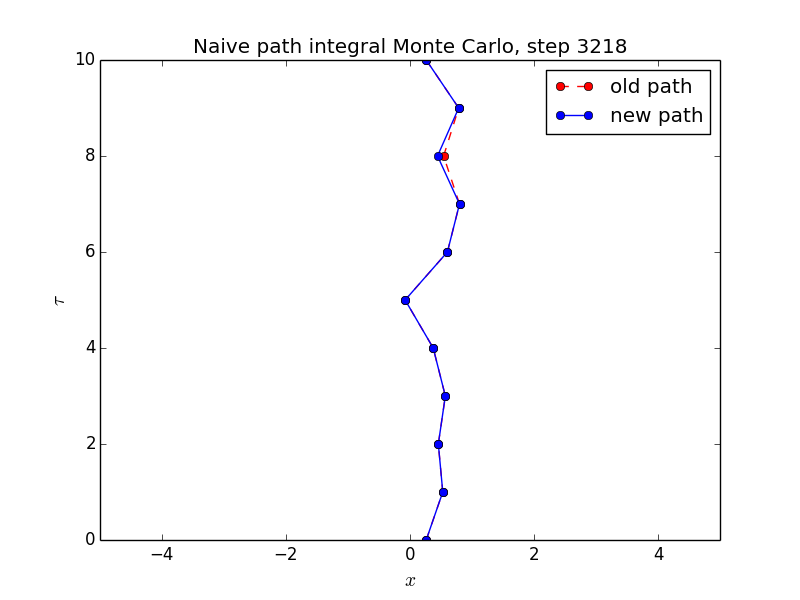 Naive path integral Monte Carlo, step 3218
10
old path
new path
8
6
τ
4
2
0
−4 −2 0 2 4
x